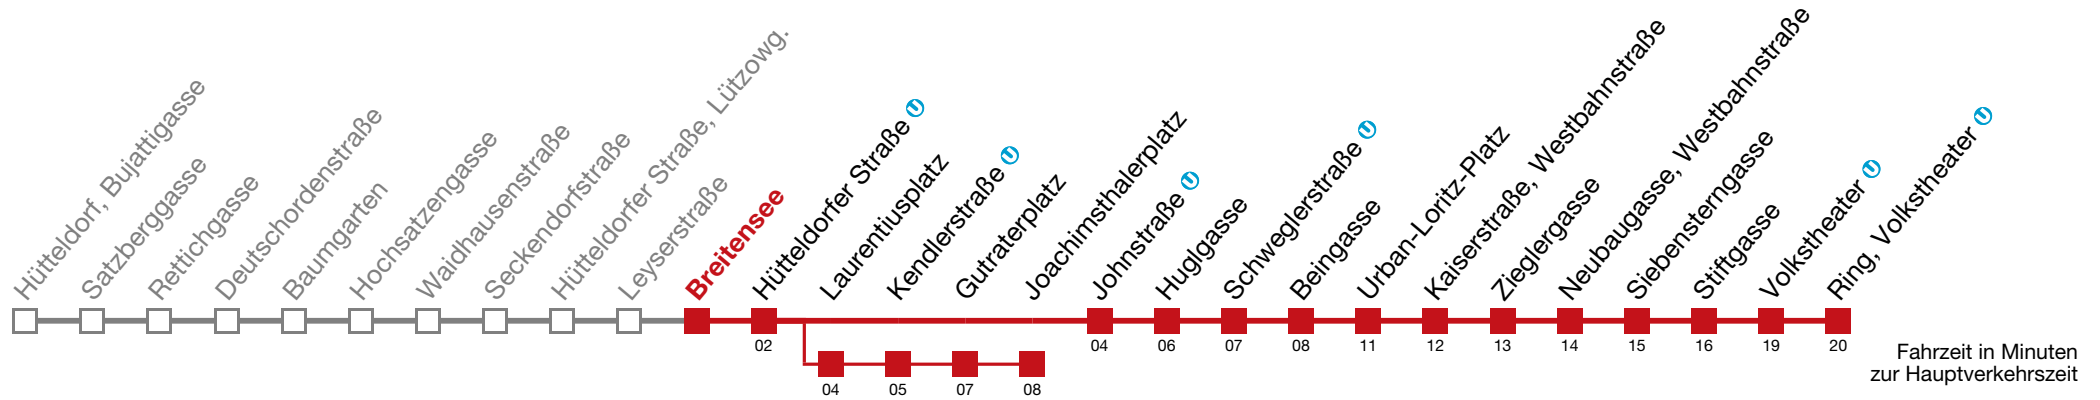 Hütteldorf, Bujattigasse
Satzberggasse
Rettichgasse
Deutschordenstraße
Baumgarten
Hochsatzengasse
Waidhausenstraße
Seckendorfstraße
Hütteldorfer Straße, Lützowg.
Leyserstraße
Breitensee
Hütteldorfer Straße U
Laurentiusplatz
Kendlerstraße U
Gutraterplatz
Joachimsthalerplatz
Johnstraße U
Huglgasse
Schweglerstraße U
Beingasse
Urban-Loritz-Platz
Kaiserstraße, Westbahnstraße
Zieglergasse
Neubaugasse, Westbahnstraße
Siebensterngasse
Stiftgasse
Volkstheater U
Ring, Volkstheater U
02 04 06 07 08 11 12 13 14 15 16 19 20
04 05 07 08
Fahrzeit in Minuten
zur Hauptverkehrszeit